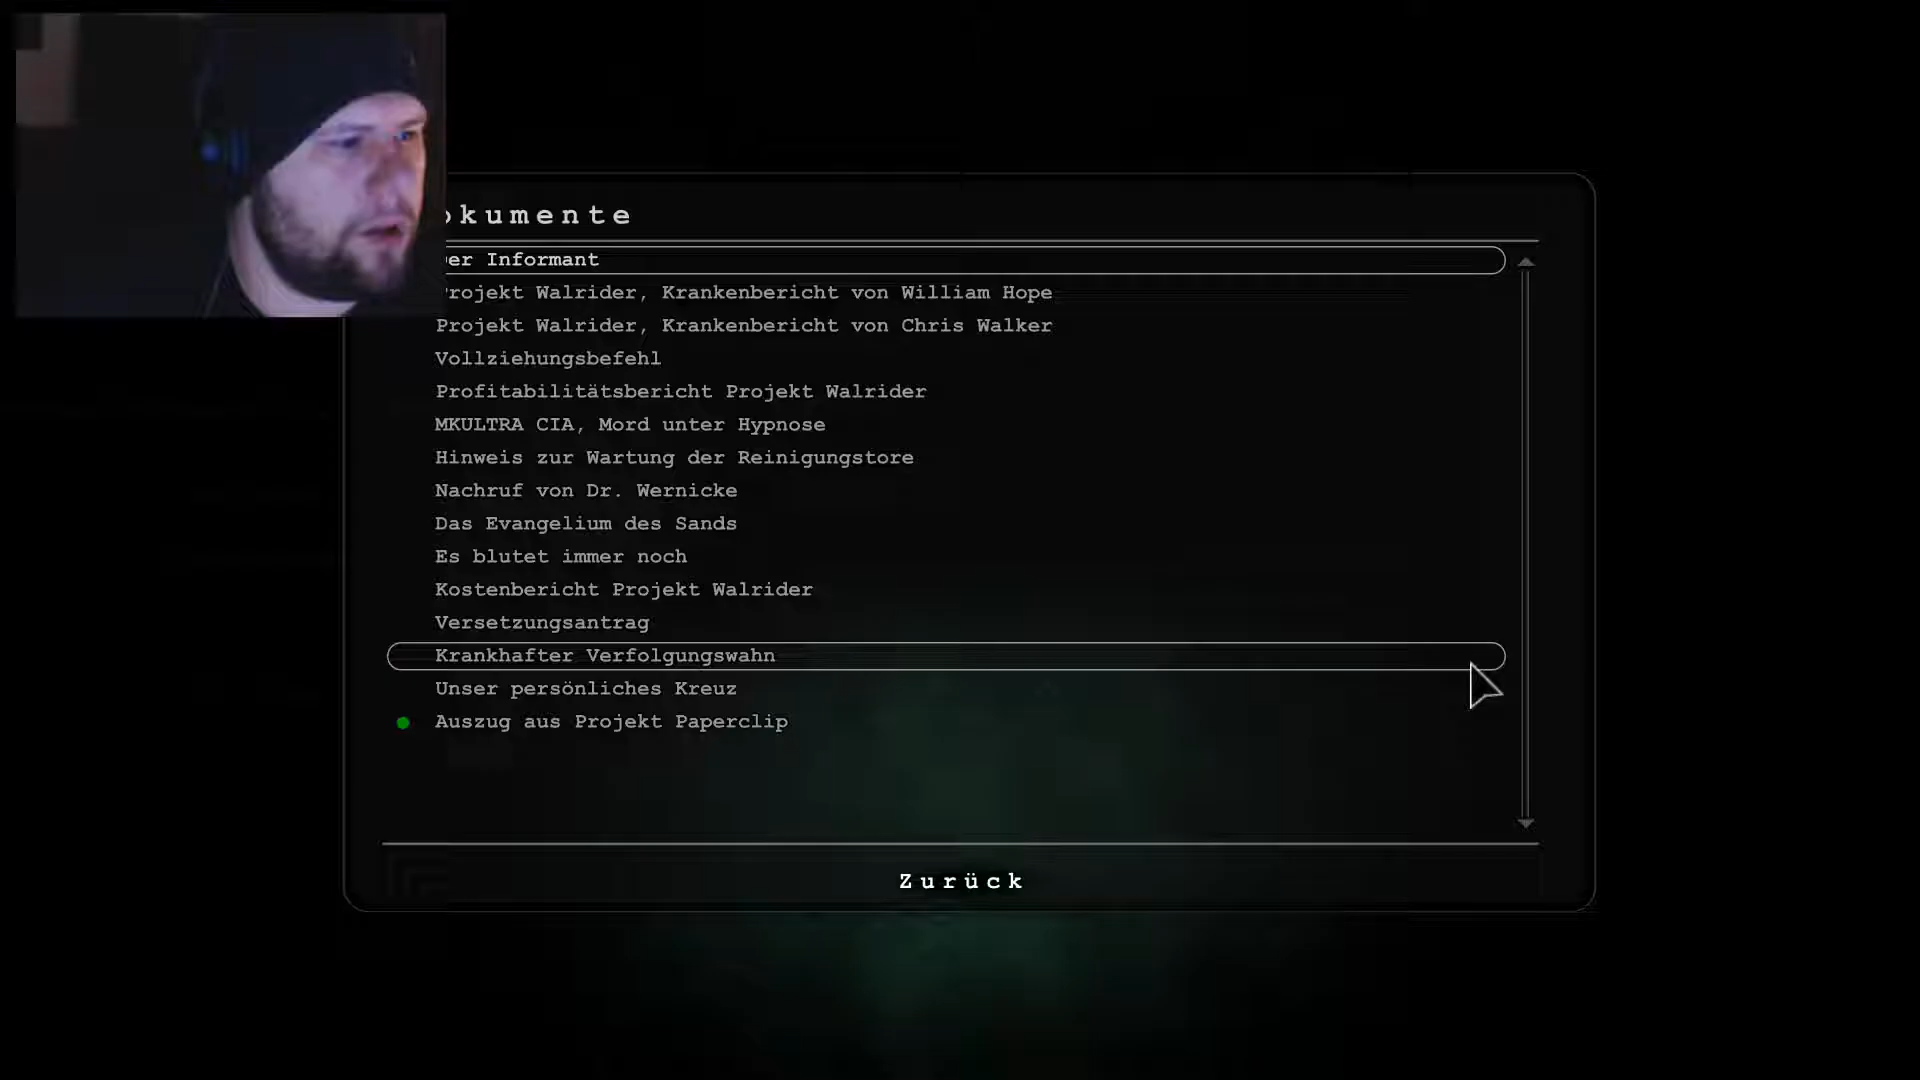 okumente
er Informant
rojekt Walrider, Krankenbericht von William Hope
Projekt Walrider, Krankenbericht von Chris Walker
Vollziehungsbefehl
Profitabilitätsbericht Projekt Walrider
MKULTRA CIA, Mord unter Hypnose
Hinweis zur Wartung der Reinigungstore
Nachruf von Dr. Wernicke
Das Evangelium des Sands
Es blutet immer noch
Kostenbericht Projekt Walrider
Versetzungsantrag
Krankhafter Verfolgungswahn
Unser persönliches Kreuz
Auszug aus Projekt Paperclip
Zurück